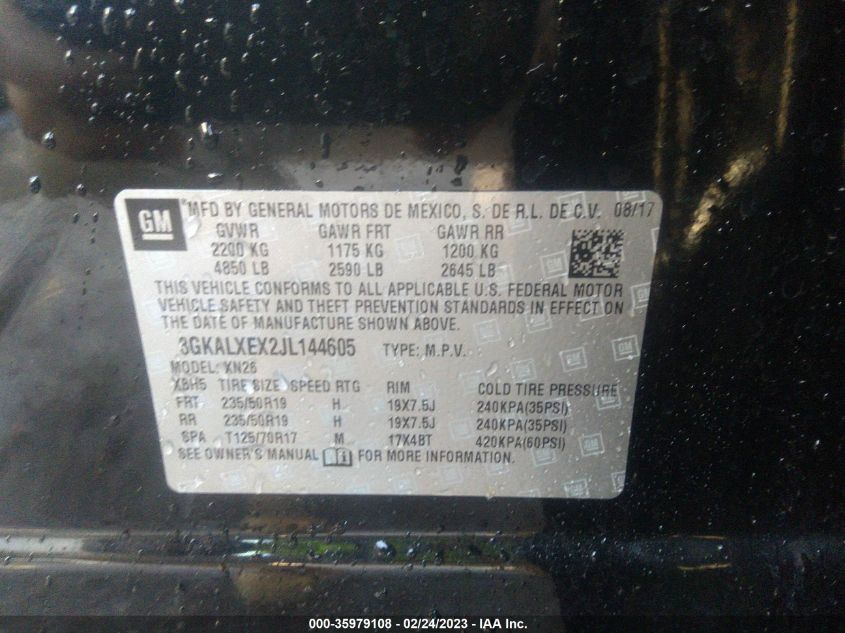 GM
MFD BY GENERAL MOTORS DE MEXICO, S. DE R.L. DE C.V. 08/17
GVWR GAWR FRT GAWR RR
2200 KG 1175 KG 1200 KG
4850 LB 2590 LB 2645 LB
THIS VEHICLE CONFORMS TO ALL APPLICABLE U.S. FEDERAL MOTOR
VEHICLE SAFETY AND THEFT PREVENTION STANDARDS IN EFFECT ON
THE DATE OF MANUFACTURE SHOWN ABOVE.
3GKALXEX2JL144605 TYPE: M.P.V.
MODEL: XN26
XBH5 TIRE SIZE SPEED RTG RIM COLD TIRE PRESSURE
FRT 235/50R19 H 19X7.5J 240KPA(35PSI)
RR 235/50R19 H 19X7.5J 240KPA(35PSI)
SPA T125/70R17 M 17X4BT 420KPA(60PSI)
SEE OWNER'S MANUAL FOR MORE INFORMATION.
000-35979108 - 02/24/2023 - IAA Inc.